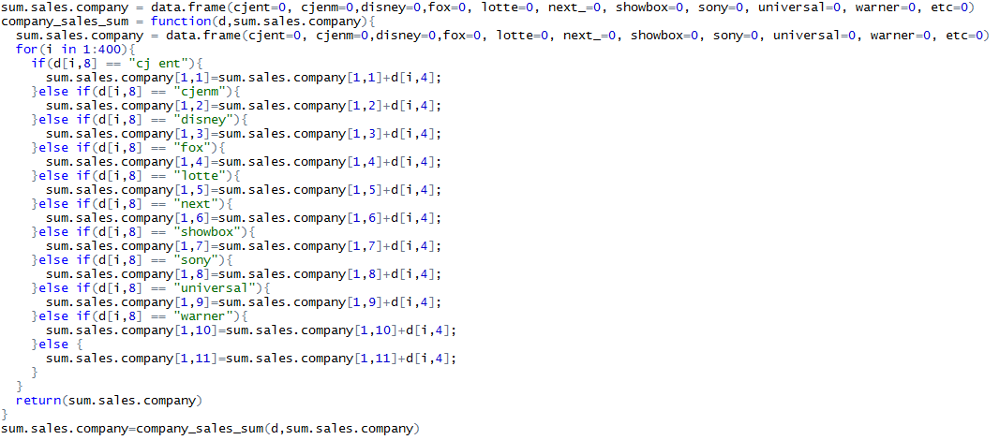 sum.sales.company = data.frame(cjent=0, cjenm=0,disney=0,fox=0, lotte=0, next_=0, showbox=0, sony=0, universal=0, warner=0, etc=0)
company_sales_sum = function(d,sum.sales.company){
  sum.sales.company = data.frame(cjent=0, cjenm=0,disney=0,fox=0, lotte=0, next_=0, showbox=0, sony=0, universal=0, warner=0, etc=0)
  for(i in 1:400){
    if(d[i,8] == "cj ent"){
      sum.sales.company[1,1]=sum.sales.company[1,1]+d[i,4];
    }else if(d[i,8] == "cjenm"){
      sum.sales.company[1,2]=sum.sales.company[1,2]+d[i,4];
    }else if(d[i,8] == "disney"){
      sum.sales.company[1,3]=sum.sales.company[1,3]+d[i,4];
    }else if(d[i,8] == "fox"){
      sum.sales.company[1,4]=sum.sales.company[1,4]+d[i,4];
    }else if(d[i,8] == "lotte"){
      sum.sales.company[1,5]=sum.sales.company[1,5]+d[i,4];
    }else if(d[i,8] == "next"){
      sum.sales.company[1,6]=sum.sales.company[1,6]+d[i,4];
    }else if(d[i,8] == "showbox"){
      sum.sales.company[1,7]=sum.sales.company[1,7]+d[i,4];
    }else if(d[i,8] == "sony"){
      sum.sales.company[1,8]=sum.sales.company[1,8]+d[i,4];
    }else if(d[i,8] == "universal"){
      sum.sales.company[1,9]=sum.sales.company[1,9]+d[i,4];
    }else if(d[i,8] == "warner"){
      sum.sales.company[1,10]=sum.sales.company[1,10]+d[i,4];
    }else {
      sum.sales.company[1,11]=sum.sales.company[1,11]+d[i,4];
    }
  }
  return(sum.sales.company)
}
sum.sales.company=company_sales_sum(d,sum.sales.company)